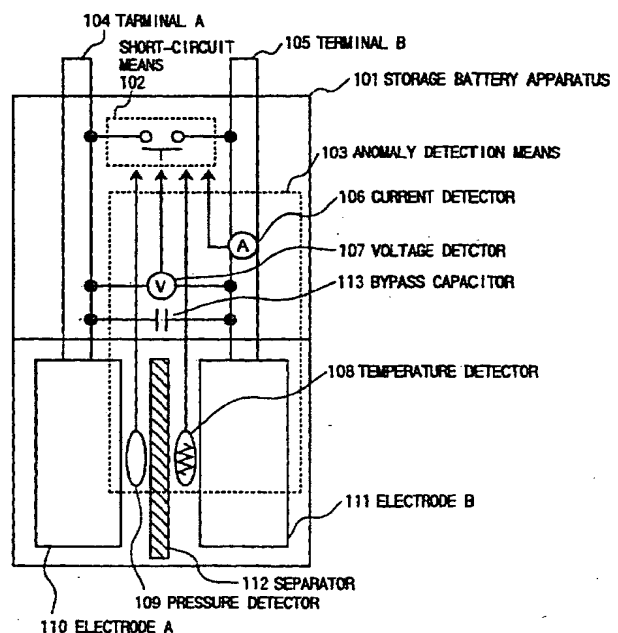 104 TARMINAL A
SHORT-CIRCUIT
MEANS
102
105 TERMINAL B
101 STORAGE BATTERY APPARATUS
103 ANOMALY DETECTION MEANS
106 CURRENT DETECTOR
A
107 VOLTAGE DETCTOR
V
113 BYPASS CAPACITOR
108 TEMPERATURE DETECTOR
111 ELECTRODE B
112 SEPARATOR
109 PRESSURE DETECTOR
110 ELECTRODE A